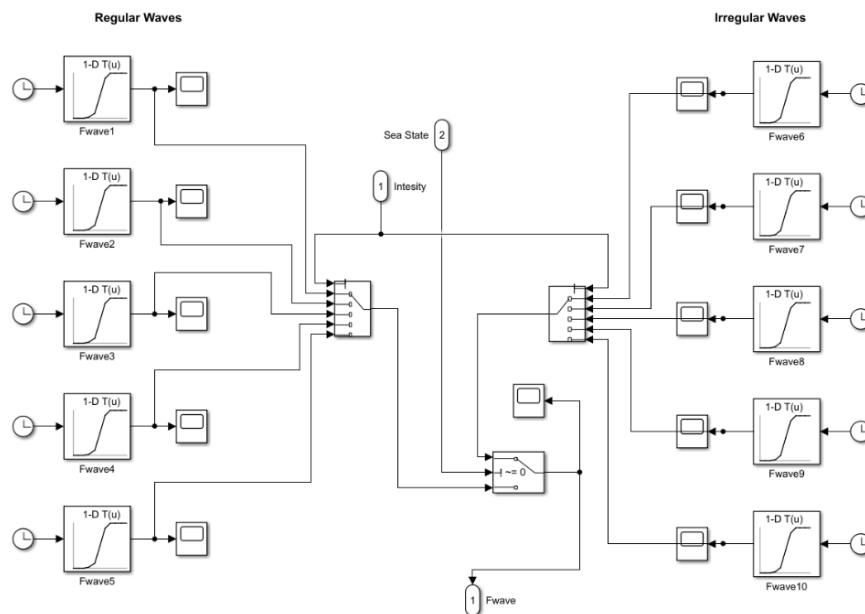 Regular Waves
Irregular Waves
1-D T(u)
Fwave1
1-D T(u)
Fwave6
Sea State
2
1
Intesity
1-D T(u)
Fwave2
1-D T(u)
Fwave7
1-D T(u)
Fwave3
1-D T(u)
Fwave8
1-D T(u)
Fwave4
1-D T(u)
Fwave9
~= 0
1-D T(u)
Fwave5
1-D T(u)
Fwave10
1
Fwave